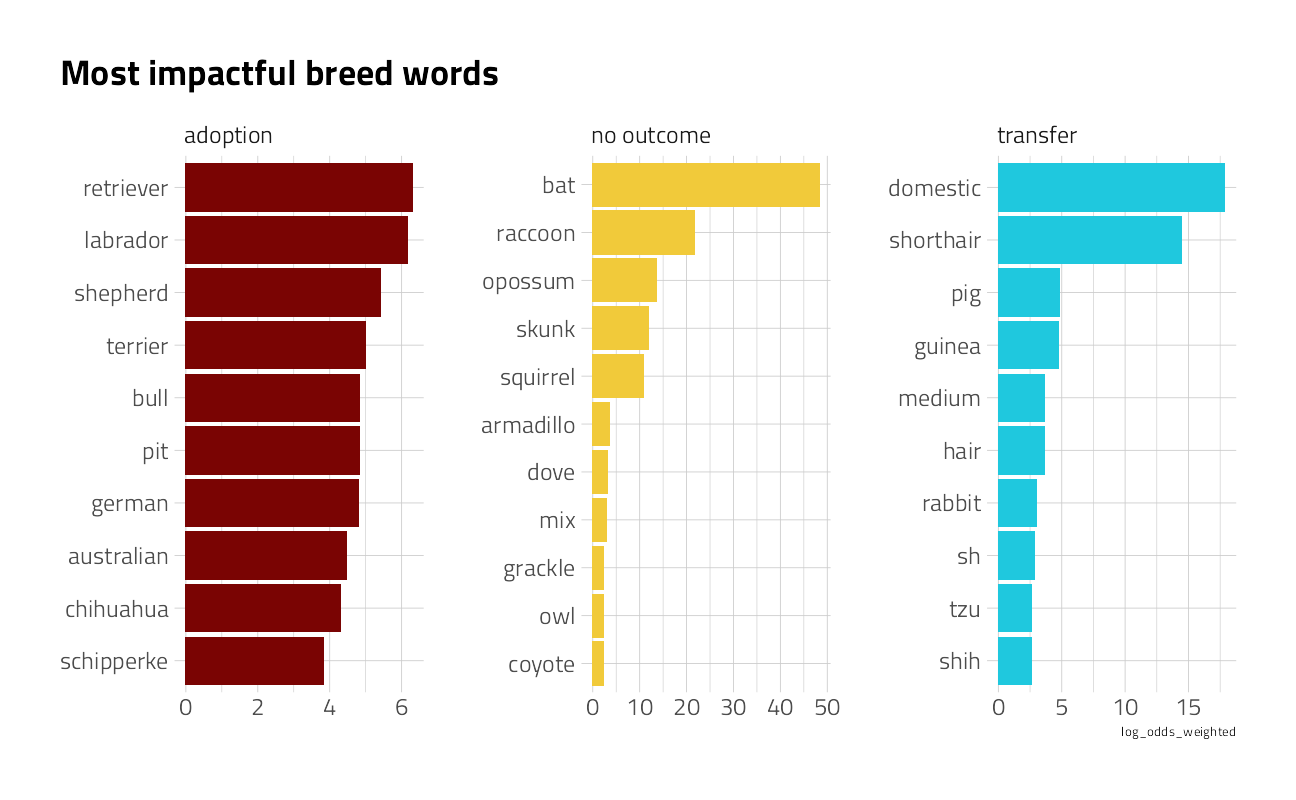 Most impactful breed words
adoption
retriever
labrador
shepherd
terrier
bull
pit
german
australian
chihuahua
schipperke
0 2 4 6
no outcome
bat
raccoon
opossum
skunk
squirrel
armadillo
dove
mix
grackle
owl
coyote
0 10 20 30 40 50
transfer
domestic
shorthair
pig
guinea
medium
hair
rabbit
sh
tzu
shih
0 5 10 15
log_odds_weighted